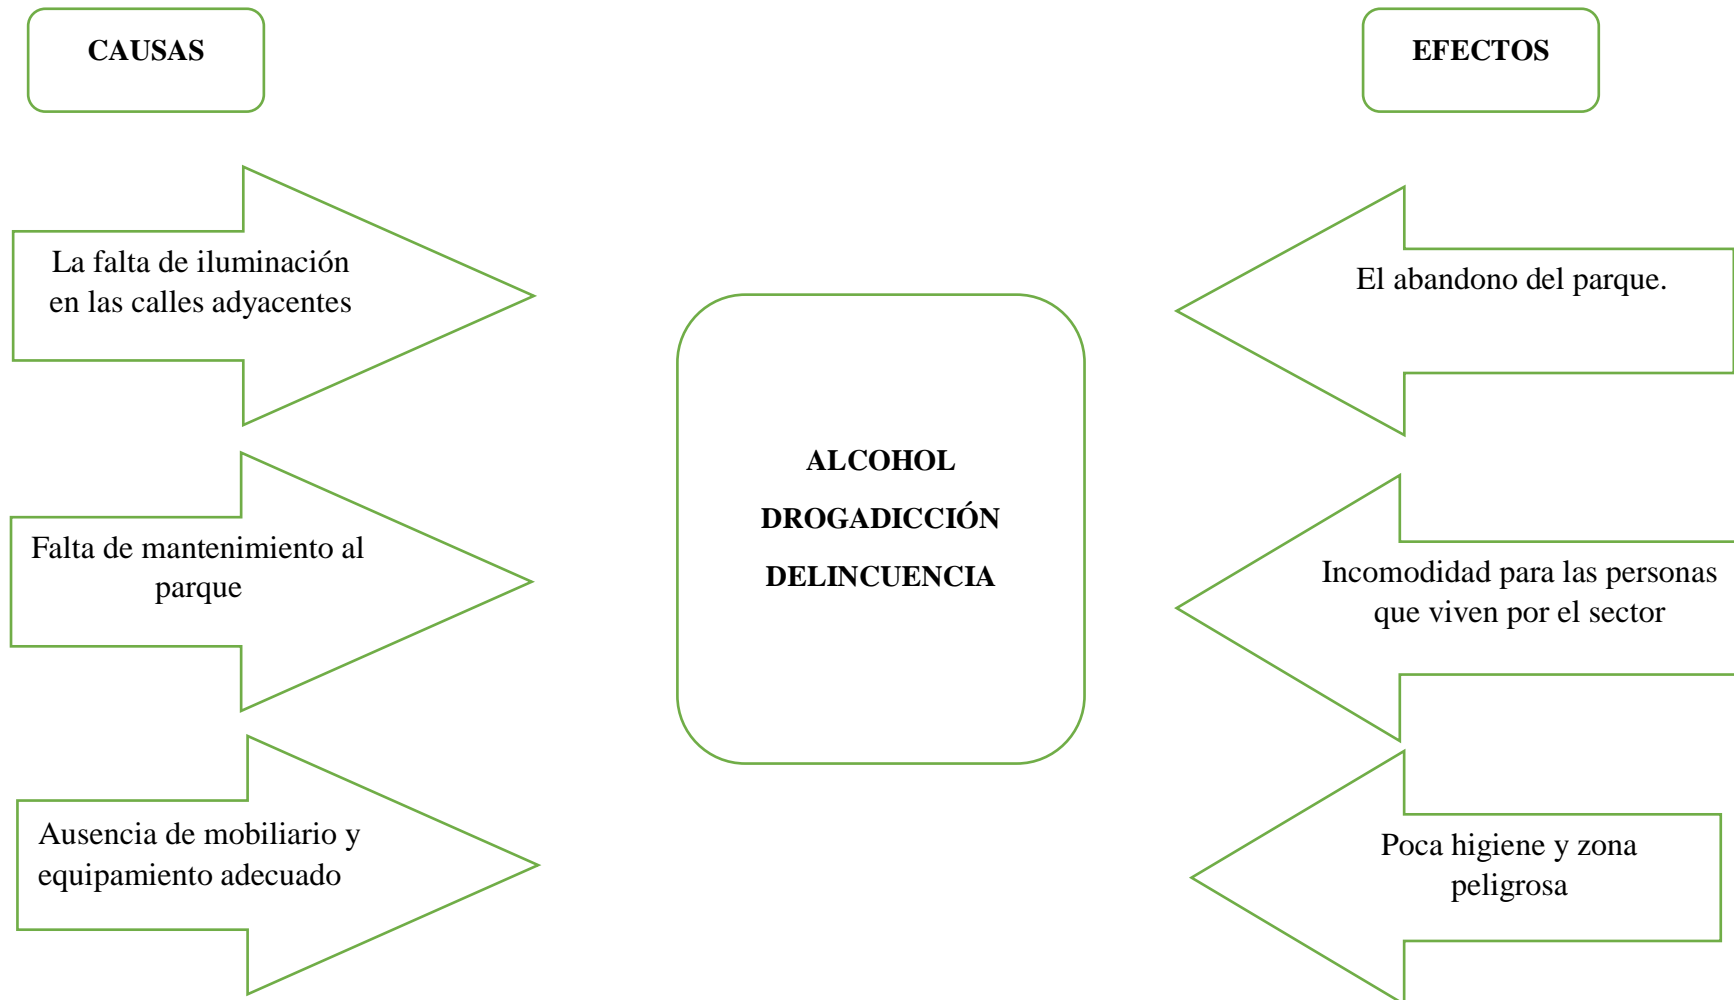 CAUSAS
EFECTOS
La falta de iluminación
en las calles adyacentes
El abandono del parque.
ALCOHOL
DROGADICCIÓN
DELINCUENCIA
Falta de mantenimiento al
parque
Incomodidad para las personas
que viven por el sector
Ausencia de mobiliario y
equipamiento adecuado
Poca higiene y zona
peligrosa